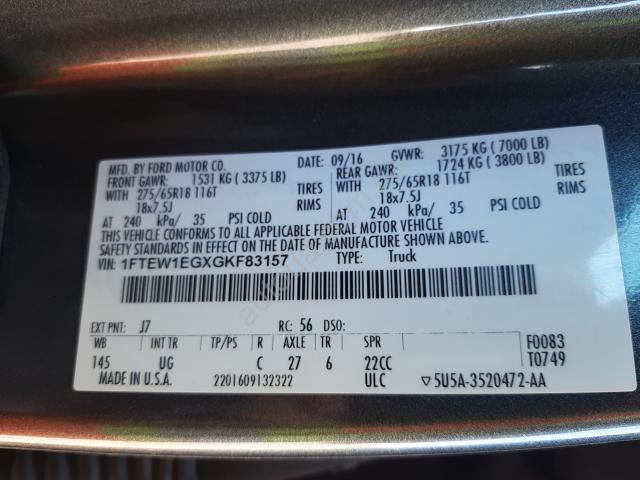 MFD. BY FORD MOTOR CO. DATE: 09/16 GVWR: 3175 KG ( 7000 LB)
FRONT GAWR: 1531 KG ( 3375 LB) REAR GAWR: 1724 KG ( 3800 LB)
WITH 275/65R18 116T TIRES WITH 275/65R18 116T TIRES
18x7.5J RIMS 18x7.5J RIMS
AT 240 kPa/ 35 PSI COLD AT 240 kPa/ 35 PSI COLD
THIS VEHICLE CONFORMS TO ALL APPLICABLE FEDERAL MOTOR VEHICLE
SAFETY STANDARDS IN EFFECT ON THE DATE OF MANUFACTURE SHOWN ABOVE.
VIN: 1FTEW1EGXGKF83157 TYPE: Truck
EXT PNT: J7 RC: 56 DSO:
WB INT TR TP/PS R AXLE TR SPR F0083
145 UG C 27 6 22CC T0749
MADE IN U.S.A. 2201609132322 ULC ▽5U5A-3520472-AA